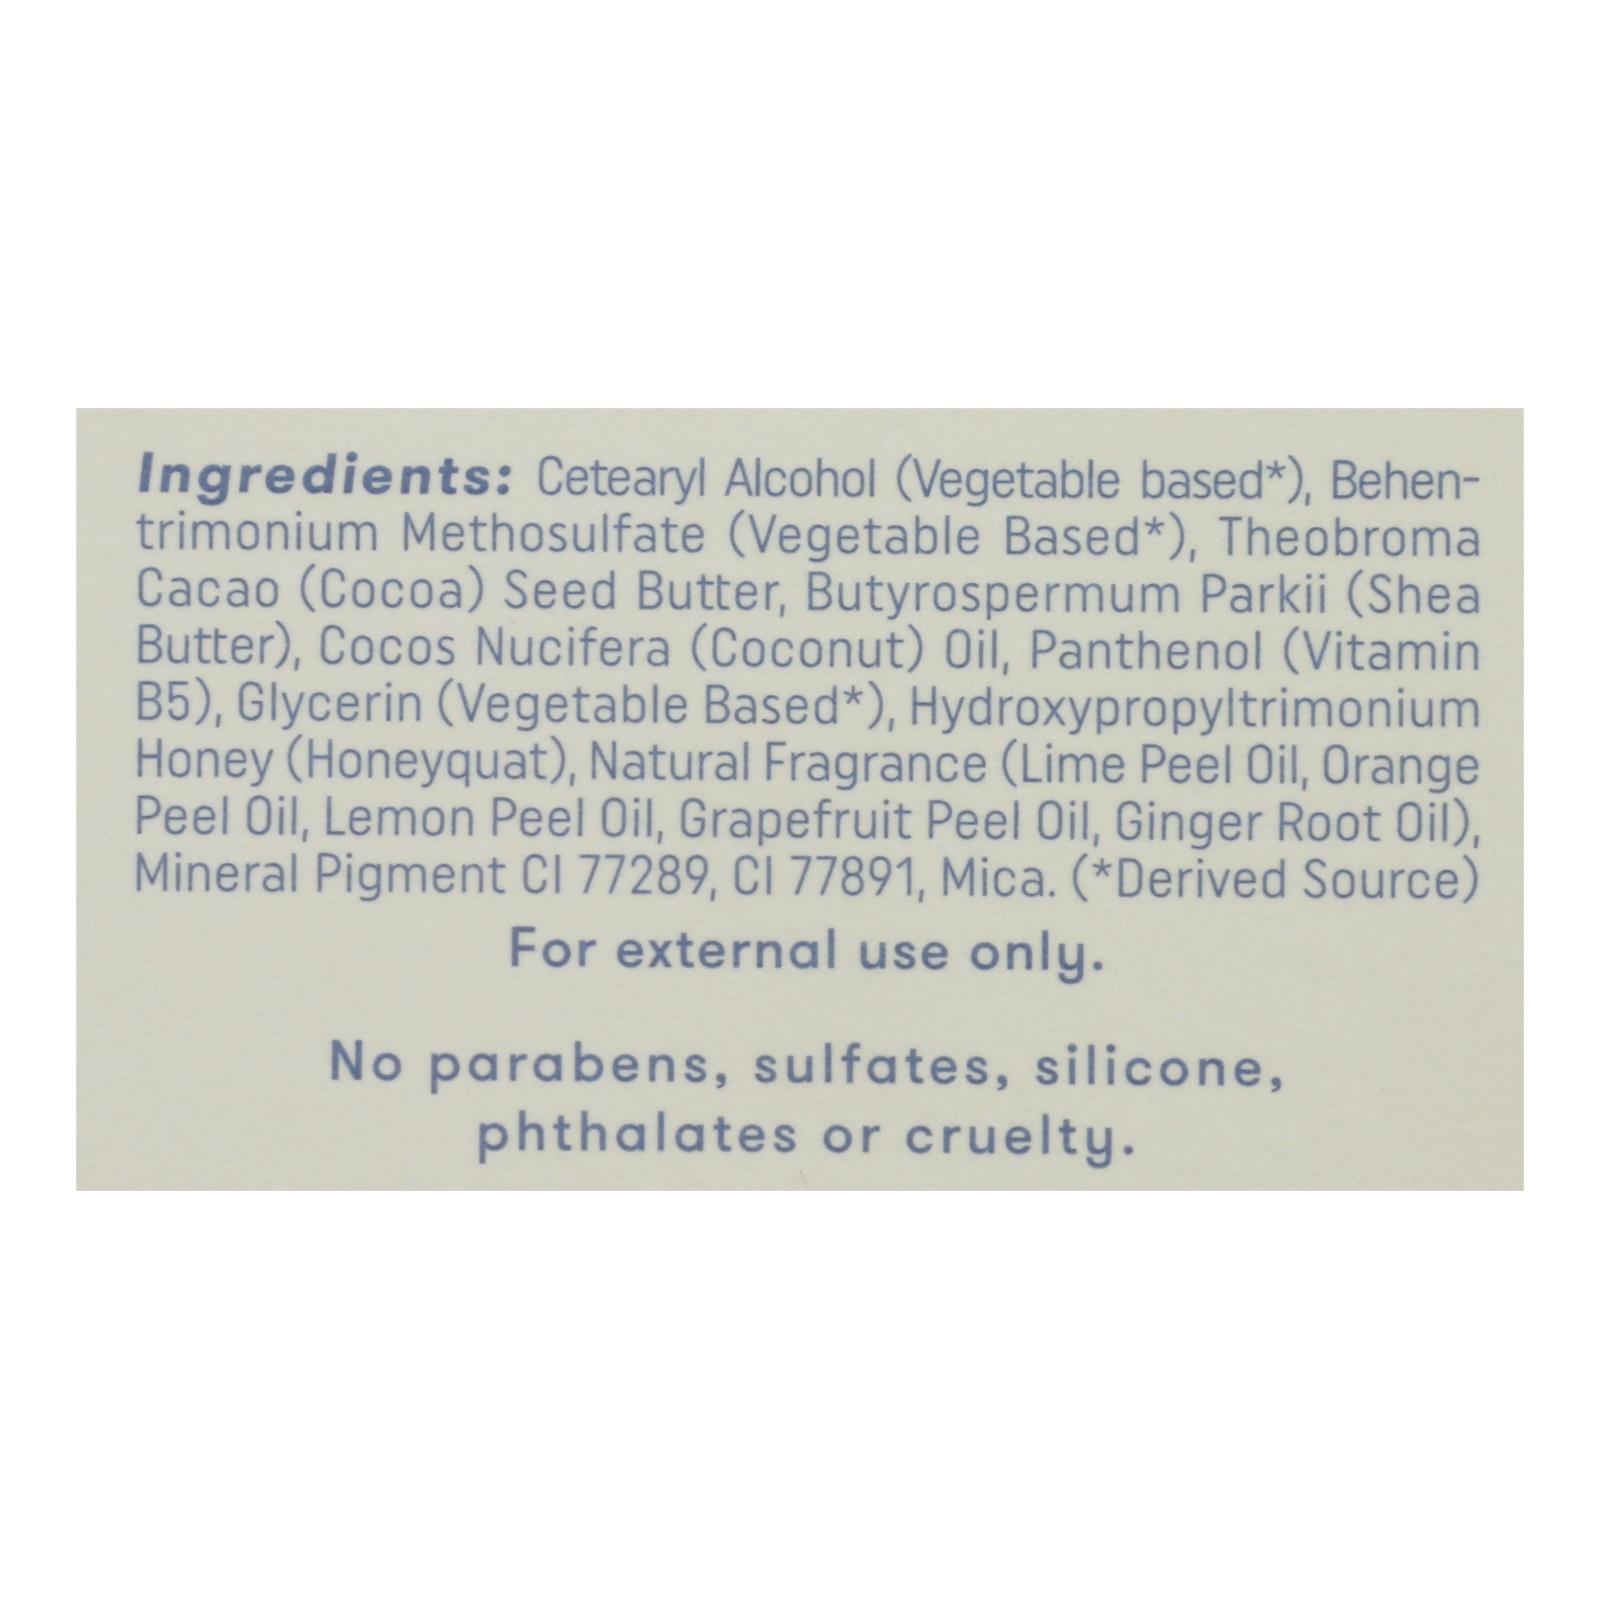 Ingredients: Cetearyl Alcohol (Vegetable based*), Behen-
trimonium Methosulfate (Vegetable Based*), Theobroma
Cacao (Cocoa) Seed Butter, Butyrospermum Parkii (Shea
Butter), Cocos Nucifera (Coconut) Oil, Panthenol (Vitamin
B5), Glycerin (Vegetable Based*), Hydroxypropyltrimonium
Honey (Honeyquat), Natural Fragrance (Lime Peel Oil, Orange
Peel Oil, Lemon Peel Oil, Grapefruit Peel Oil, Ginger Root Oil),
Mineral Pigment CI 77289, CI 77891, Mica. (*Derived Source)
For external use only.
No parabens, sulfates, silicone,
phthalates or cruelty.